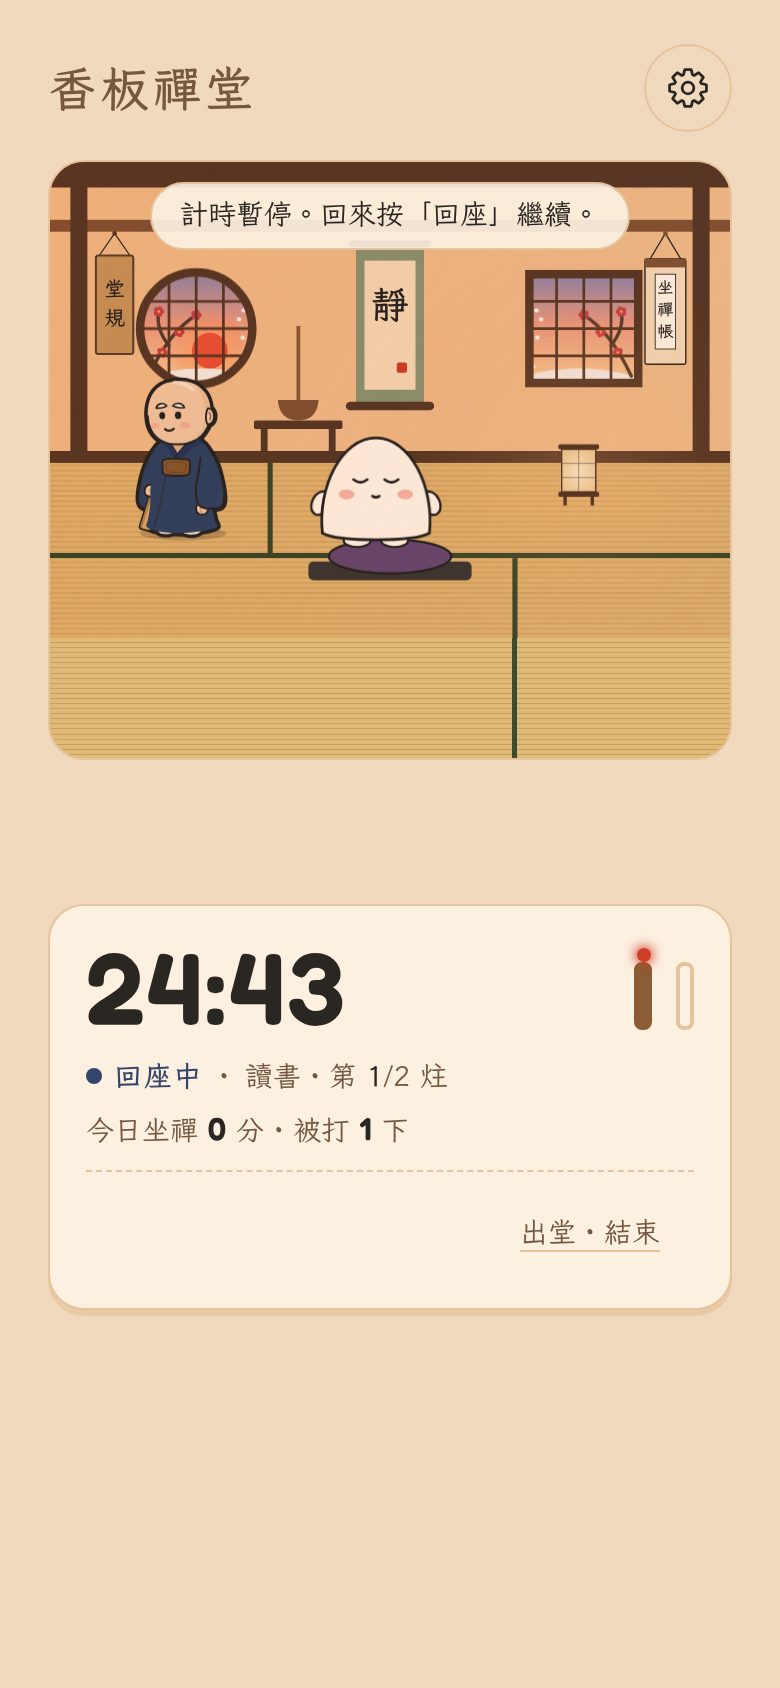 香板禪堂
計時暫停。回來按「回座」繼續。
堂規
靜
坐禪帳
24:43
回座中 · 讀書 · 第 1/2 炷
今日坐禪 0 分 · 被打 1 下
出堂 · 結束